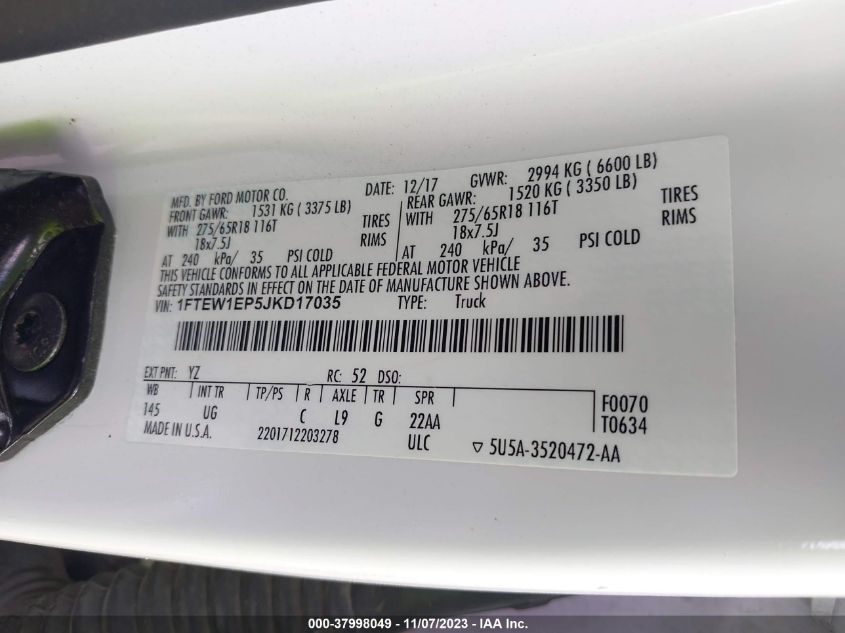 MFD. BY FORD MOTOR CO. DATE: 12/17 GVWR: 2994 KG ( 6600 LB)
FRONT GAWR: 1531 KG ( 3375 LB) REAR GAWR: 1520 KG ( 3350 LB)
WITH 275/65R18 116T TIRES WITH 275/65R18 116T TIRES
18x7.5J RIMS 18x7.5J RIMS
AT 240 kPa/ 35 PSI COLD AT 240 kPa/ 35 PSI COLD
THIS VEHICLE CONFORMS TO ALL APPLICABLE FEDERAL MOTOR VEHICLE
SAFETY STANDARDS IN EFFECT ON THE DATE OF MANUFACTURE SHOWN ABOVE.
VIN: 1FTEW1EP5JKD17035 TYPE: Truck
EXT PNT: YZ RC: 52 DSO:
WB INT TR TP/PS R AXLE TR SPR F0070
145 UG C L9 G 22AA T0634
MADE IN U.S.A. 2201712203278 ULC ▽ 5U5A-3520472-AA
000-37998049 — 11/07/2023 — IAA Inc.